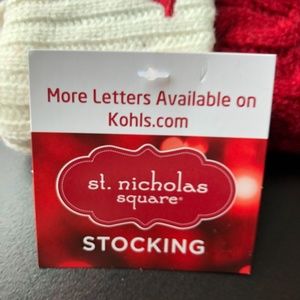 More Letters Available on
Kohls.com
st. nicholas
square®
STOCKING